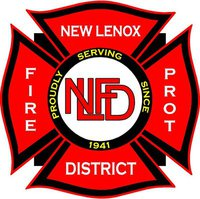 NEW LENOX
FIRE
PROUDLY SERVING SINCE
1941
NLFD
PROT
DISTRICT